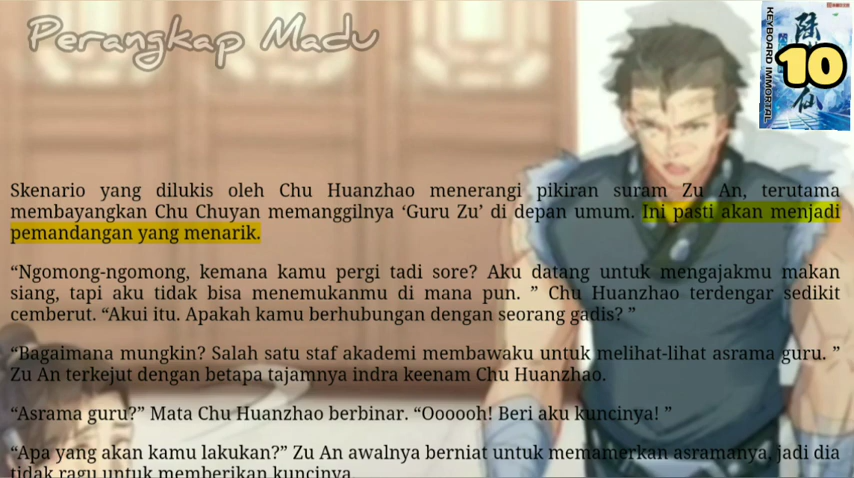 Perangkap Madu
KEYBOARD IMMORTAL
10
Skenario yang dilukis oleh Chu Huanzhao menerangi pikiran suram Zu An, terutama
membayangkan Chu Chuyan memanggilnya ‘Guru Zu’ di depan umum. Ini pasti akan menjadi
pemandangan yang menarik.
“Ngomong-ngomong, kemana kamu pergi tadi sore? Aku datang untuk mengajakmu makan
siang, tapi aku tidak bisa menemukanmu di mana pun. ” Chu Huanzhao terdengar sedikit
cemberut. “Akui itu. Apakah kamu berhubungan dengan seorang gadis? ”
“Bagaimana mungkin? Salah satu staf akademi membawaku untuk melihat-lihat asrama guru. ”
Zu An terkejut dengan betapa tajamnya indra keenam Chu Huanzhao.
“Asrama guru?” Mata Chu Huanzhao berbinar. “Oooooh! Beri aku kuncinya! ”
“Apa yang akan kamu lakukan?” Zu An awalnya berniat untuk memamerkan asramanya, jadi dia
tidak ragu untuk memberikan kuncinya.